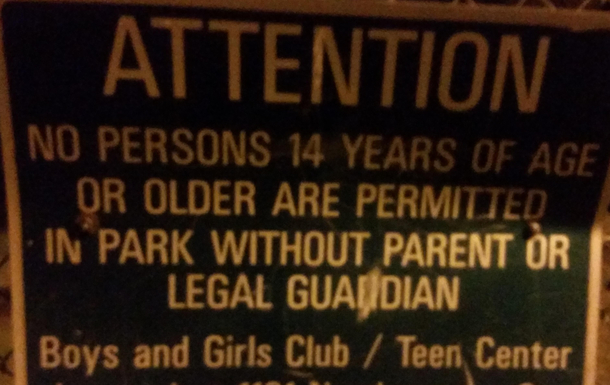 ATTENTION
NO PERSONS 14 YEARS OF AGE
OR OLDER ARE PERMITTED
IN PARK WITHOUT PARENT OR
LEGAL GUARDIAN
Boys and Girls Club / Teen Center